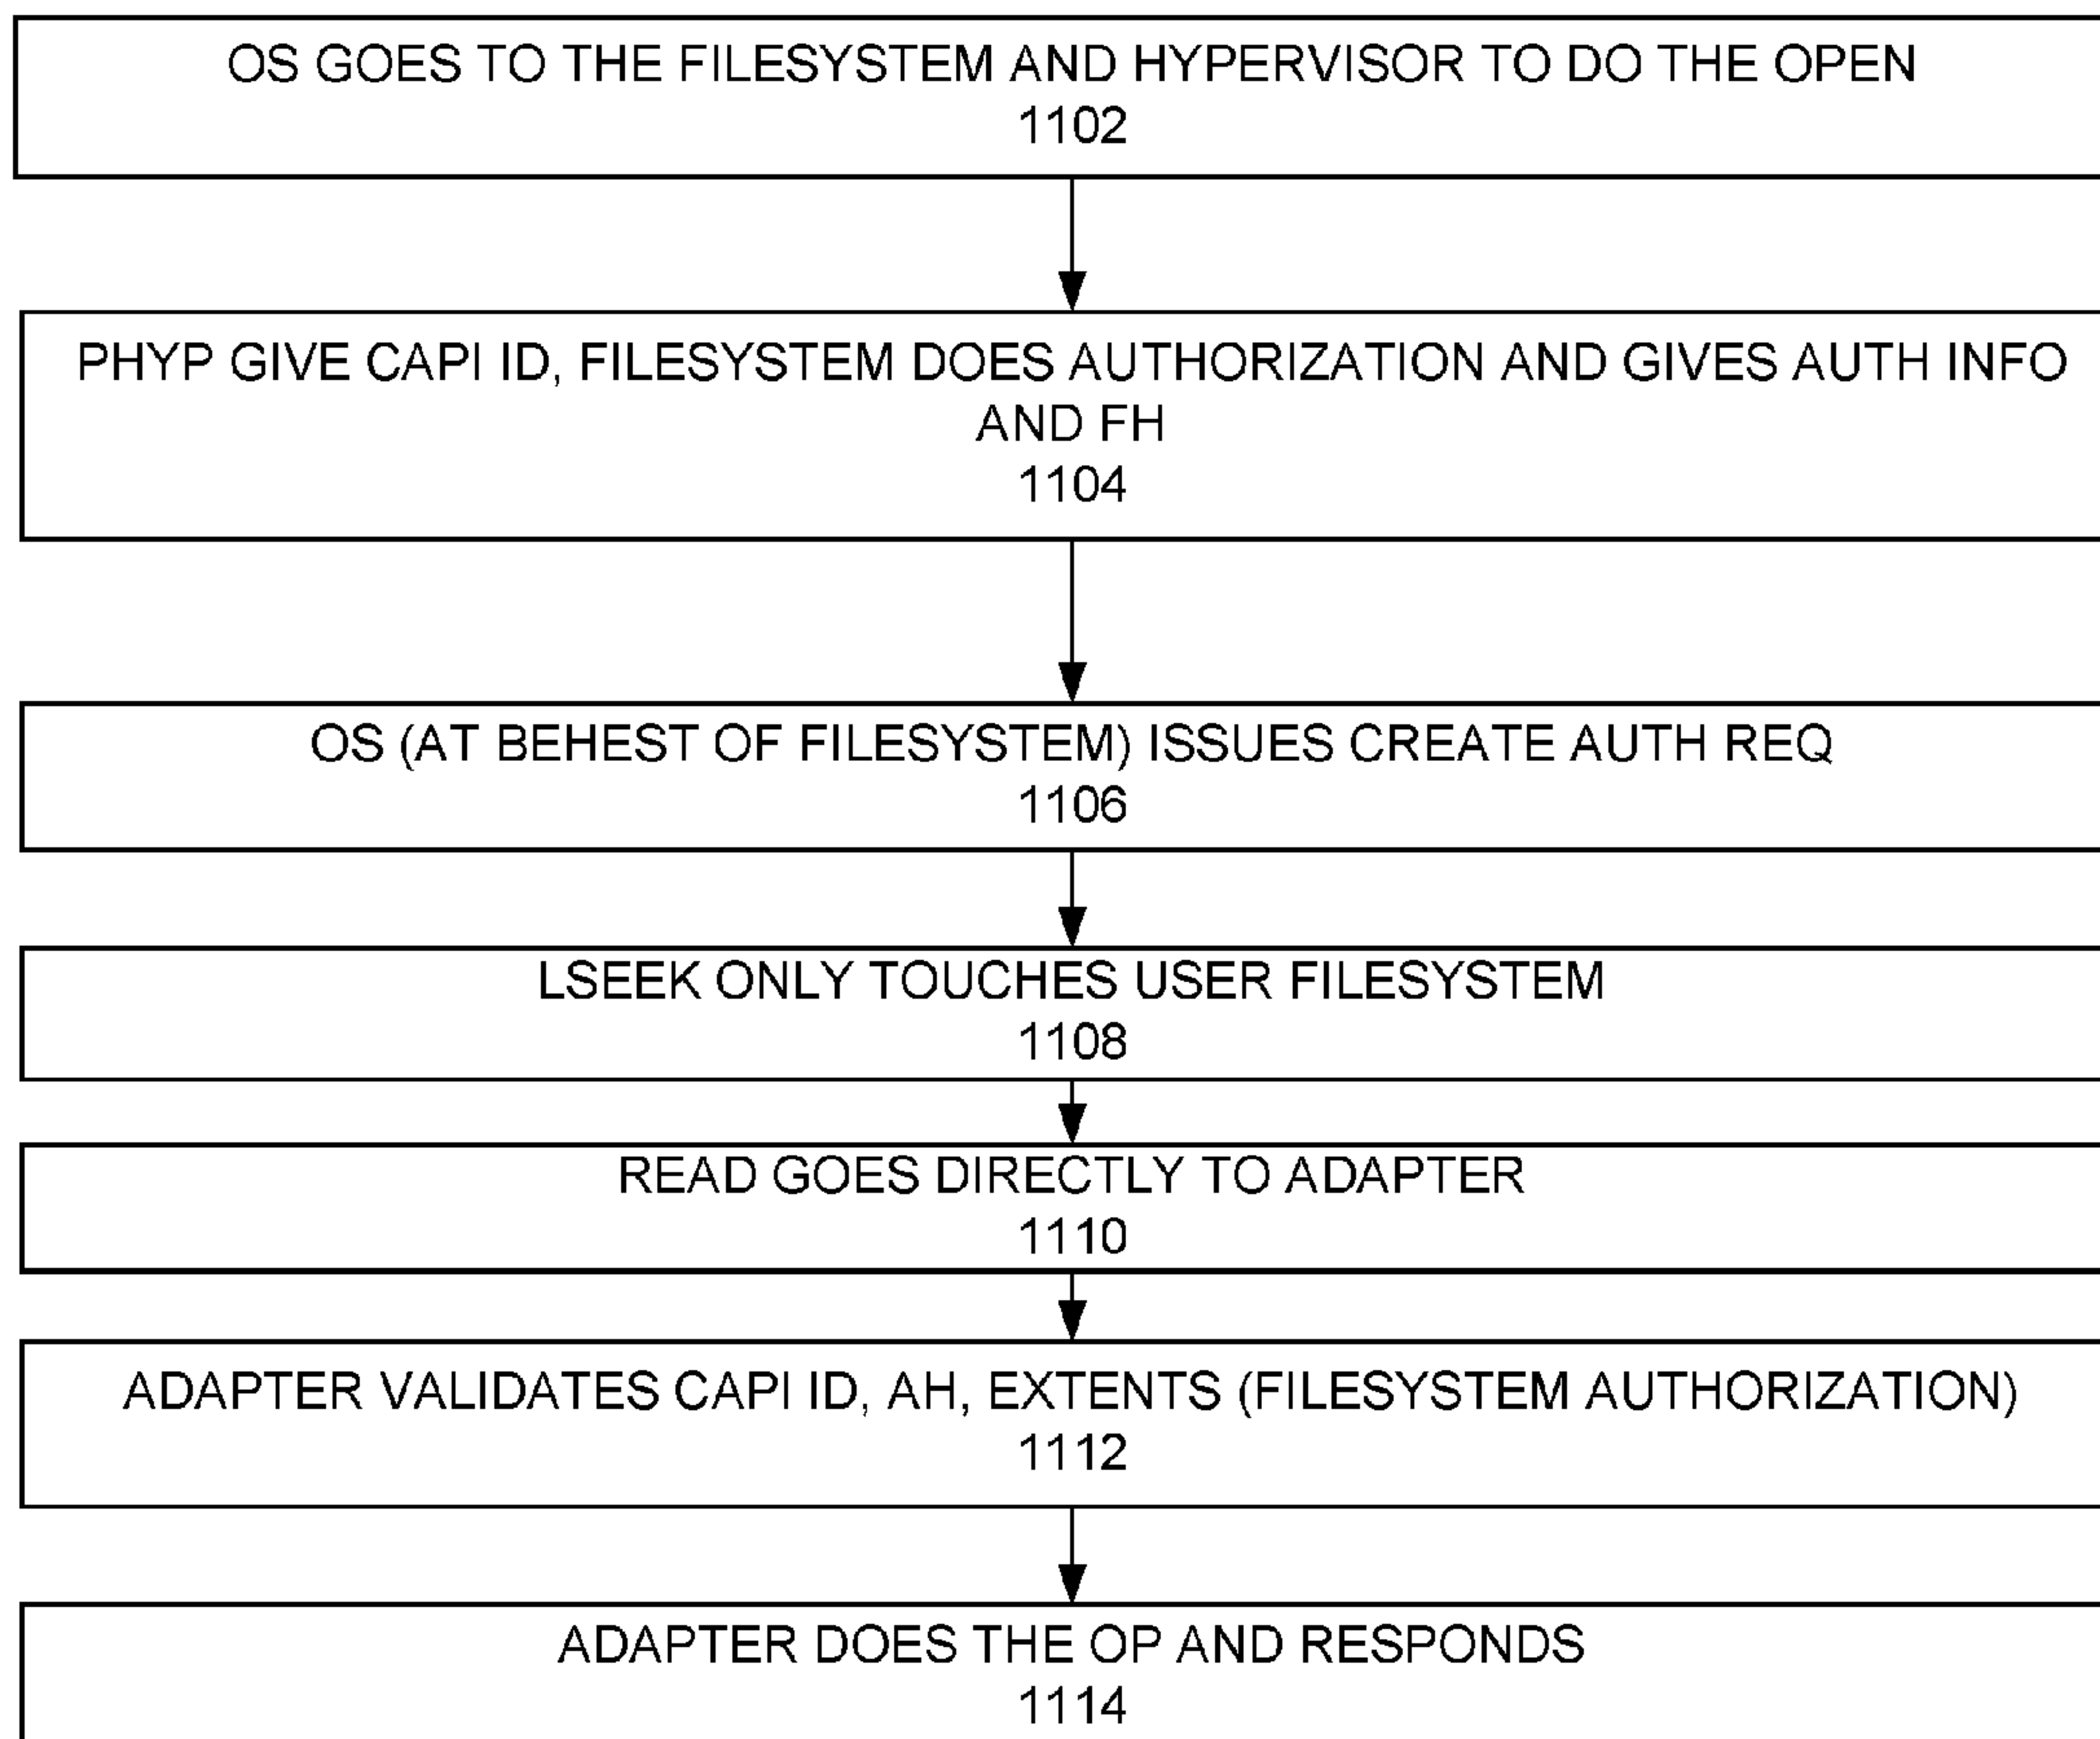 OS GOES TO THE FILESYSTEM AND HYPERVISOR TO DO THE OPEN
1102
PHYP GIVE CAPI ID, FILESYSTEM DOES AUTHORIZATION AND GIVES AUTH INFO
AND FH
1104
OS (AT BEHEST OF FILESYSTEM) ISSUES CREATE AUTH REQ
1106
LSEEK ONLY TOUCHES USER FILESYSTEM
1108
READ GOES DIRECTLY TO ADAPTER
1110
ADAPTER VALIDATES CAPI ID, AH, EXTENTS (FILESYSTEM AUTHORIZATION)
1112
ADAPTER DOES THE OP AND RESPONDS
1114